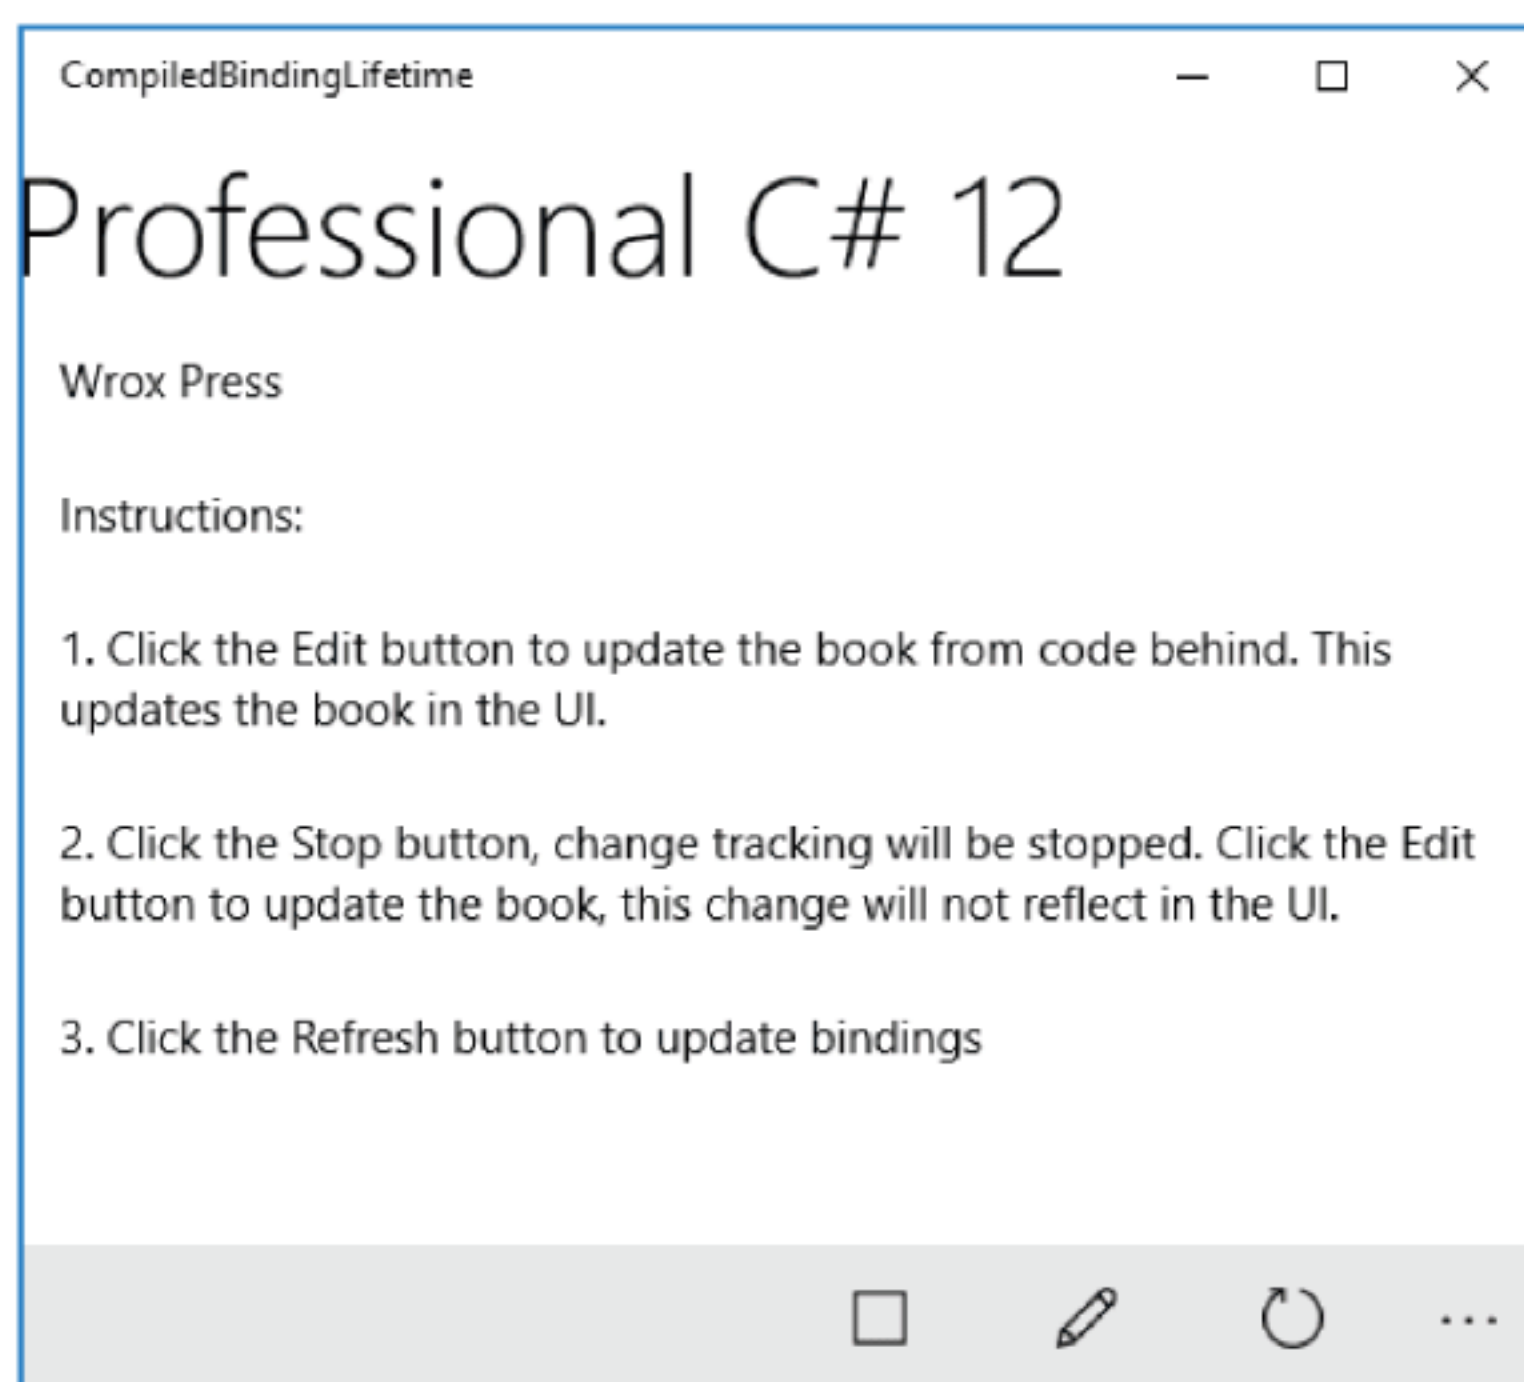 CompiledBindingLifetime
Professional C# 12
Wrox Press
Instructions:
1. Click the Edit button to update the book from code behind. This
updates the book in the UI.
2. Click the Stop button, change tracking will be stopped. Click the Edit
button to update the book, this change will not reflect in the UI.
3. Click the Refresh button to update bindings